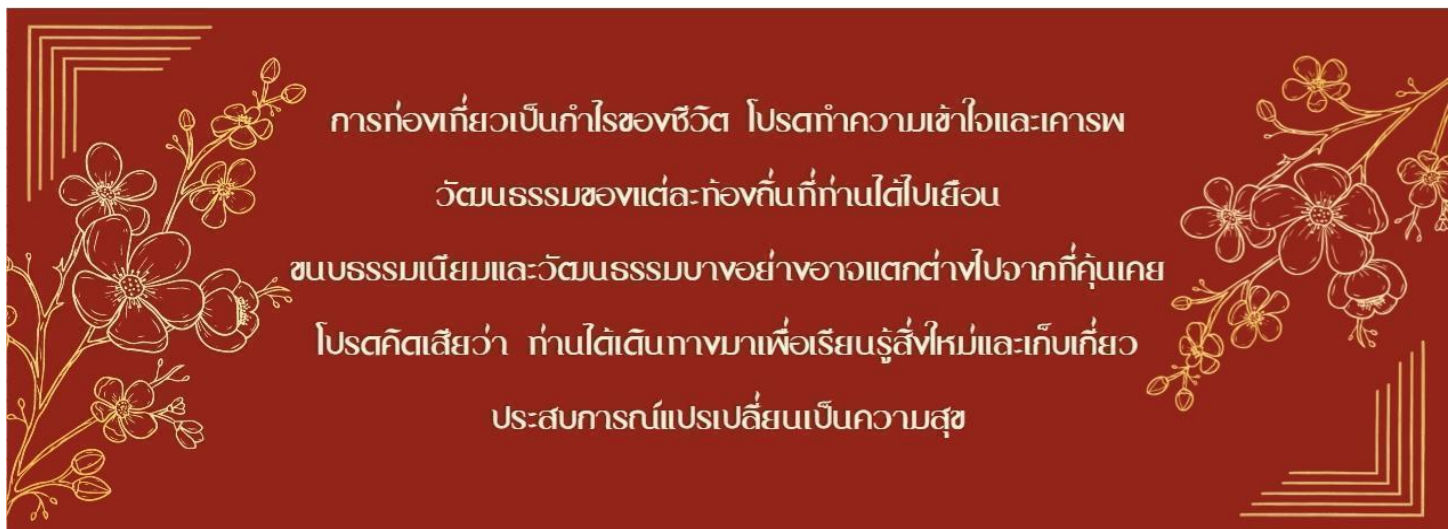 การท่องเที่ยวเป็นกำไรของชีวิต โปรดทำความเข้าใจและเคารพ
วัฒนธรรมของแต่ละท้องถิ่นที่ท่านได้ไปเยือน
ขนบธรรมเนียมและวัฒนธรรมบางอย่างอาจแตกต่างไปจากที่คุ้นเคย
โปรดคิดเสียว่า ท่านได้เดินทางมาเพื่อเรียนรู้สิ่งใหม่และเก็บเกี่ยว
ประสบการณ์แปรเปลี่ยนเป็นความสุข